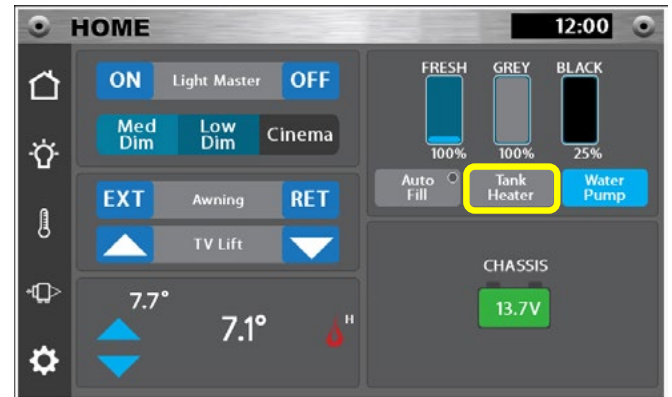 HOME
12:00
ON Light Master OFF
Med Dim
Low Dim
Cinema
EXT Awning RET
TV Lift
7.7°
7.1°
H
FRESH GREY BLACK
100% 100% 25%
Auto Fill
Tank Heater
Water Pump
CHASSIS
13.7V